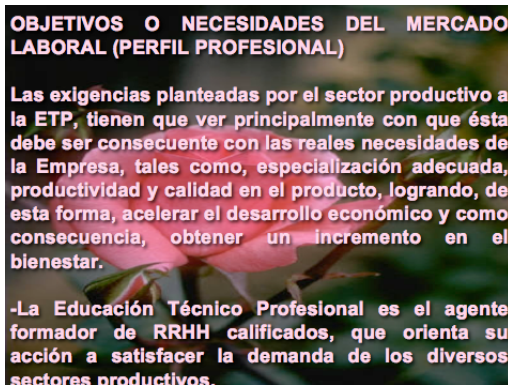 OBJETIVOS O NECESIDADES DEL MERCADO
LABORAL (PERFIL PROFESIONAL)
Las exigencias planteadas por el sector productivo a
la ETP, tienen que ver principalmente con que ésta
debe ser consecuente con las reales necesidades de
la Empresa, tales como, especialización adecuada,
productividad y calidad en el producto, logrando, de
esta forma, acelerar el desarrollo económico y como
consecuencia, obtener un incremento en el
bienestar.
-La Educación Técnico Profesional es el agente
formador de RRHH calificados, que orienta su
acción a satisfacer la demanda de los diversos
sectores productivos.